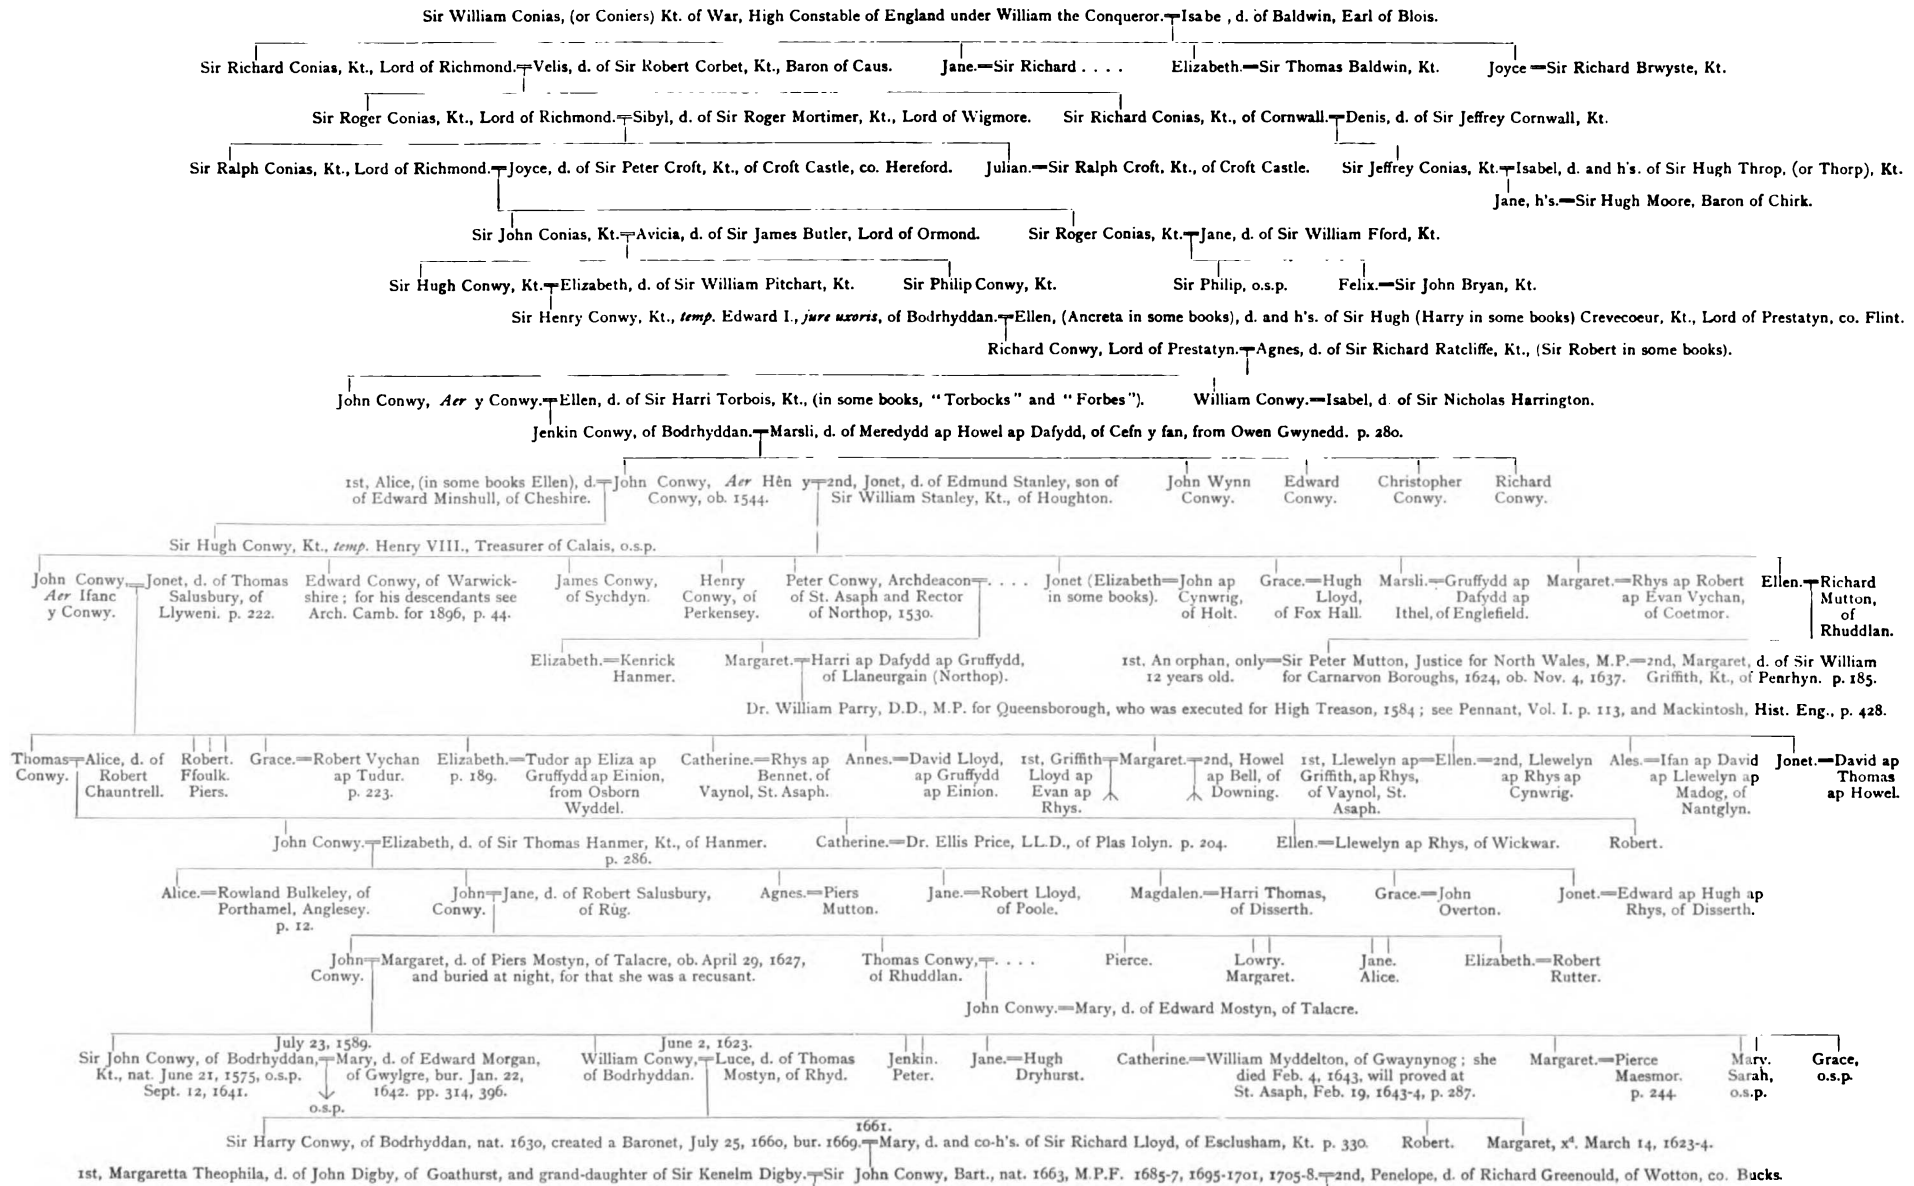 Sir William Conias, (or Coniers) Kt. of War, High Constable of England under William the Conqueror.=Isabe , d. of Baldwin, Earl of Blois.
Sir Richard Conias, Kt., Lord of Richmond.=Velis, d. of Sir Robert Corbet, Kt., Baron of Caus. Jane.=Sir Richard . . . . Elizabeth.=Sir Thomas Baldwin, Kt. Joyce=Sir Richard Brwyste, Kt.
Sir Roger Conias, Kt., Lord of Richmond.=Sibyl, d. of Sir Roger Mortimer, Kt., Lord of Wigmore. Sir Richard Conias, Kt., of Cornwall.=Denis, d. of Sir Jeffrey Cornwall, Kt.
Sir Ralph Conias, Kt., Lord of Richmond.=Joyce, d. of Sir Peter Croft, Kt., of Croft Castle, co. Hereford. Julian.=Sir Ralph Croft, Kt., of Croft Castle. Sir Jeffrey Conias, Kt.=Isabel, d. and h's. of Sir Hugh Throp, (or Thorp), Kt.
Jane, h's.=Sir Hugh Moore, Baron of Chirk.
Sir John Conias, Kt.=Avicia, d. of Sir James Butler, Lord of Ormond. Sir Roger Conias, Kt.=Jane, d. of Sir William Fford, Kt.
Sir Hugh Conwy, Kt.=Elizabeth, d. of Sir William Pitchart, Kt. Sir Philip Conwy, Kt. Sir Philip, o.s.p. Felix.=Sir John Bryan, Kt.
Sir Henry Conwy, Kt., temp. Edward I., jure uxoris, of Bodrhyddan.=Ellen, (Ancreta in some books), d. and h's. of Sir Hugh (Harry in some books) Crevecoeur, Kt., Lord of Prestatyn, co. Flint.
Richard Conwy, Lord of Prestatyn.=Agnes, d. of Sir Richard Ratcliffe, Kt., (Sir Robert in some books).
John Conwy, Aer y Conwy.=Ellen, d. of Sir Harri Torbois, Kt., (in some books, "Torbocks" and "Forbes"). William Conwy.=Isabel, d. of Sir Nicholas Harrington.
Jenkin Conwy, of Bodrhyddan.=Marsli, d. of Meredydd ap Howel ap Dafydd, of Cefn y fan, from Owen Gwynedd. p. 280.
1st, Alice, (in some books Ellen), d.=John Conwy, Aer Hên y=2nd, Jonet, d. of Edmund Stanley, son of John Wynn Edward Christopher Richard
of Edward Minshull, of Cheshire. Conwy, ob. 1544. Sir William Stanley, Kt., of Houghton. Conwy. Conwy. Conwy. Conwy.
Sir Hugh Conwy, Kt., temp. Henry VIII., Treasurer of Calais, o.s.p.
John Conwy,=Jonet, d. of Thomas Edward Conwy, of Warwick- James Conwy, Henry Peter Conwy, Archdeacon=. . . . Jonet (Elizabeth=John ap Grace.=Hugh Marsli.=Gruffydd ap Margaret.=Rhys ap Robert Ellen.=Richard
Aer Ifanc Salusbury, of shire; for his descendants see of Sychdyn. Conwy, of of St. Asaph and Rector in some books). Cynwrig, Lloyd, Dafydd ap ap Evan Vychan, Mutton,
y Conwy. Llyweni. p. 222. Arch. Camb. for 1896, p. 44. Perkensey. of Northop, 1530. of Holt. of Fox Hall. Ithel, of Englefield. of Coetmor. of
Rhuddlan.
Elizabeth.=Kenrick Margaret.=Harri ap Dafydd ap Gruffydd, 1st, An orphan, only=Sir Peter Mutton, Justice for North Wales, M.P.=2nd, Margaret, d. of Sir William
Hanmer. of Llaneurgain (Northop). 12 years old. for Carnarvon Boroughs, 1624, ob. Nov. 4, 1637. Griffith, Kt., of Penrhyn. p. 185.
Dr. William Parry, D.D., M.P. for Queensborough, who was executed for High Treason, 1584; see Pennant, Vol. I. p. 113, and Mackintosh, Hist. Eng., p. 428.
Thomas=Alice, d. of Robert. Grace.=Robert Vychan Elizabeth.=Tudor ap Eliza ap Catherine.=Rhys ap Annes.=David Lloyd, 1st, Griffith=Margaret.=2nd, Howel 1st, Llewelyn ap=Ellen.=2nd, Llewelyn Ales.=Ifan ap David Jonet.=David ap
Conwy. Robert Ffoulk. ap Tudur. p. 189. Gruffydd ap Einion, Bennet. of ap Gruffydd Lloyd ap ap Bell, of Griffith, ap Rhys, ap Rhys ap ap Llewelyn ap Thomas
Chauntrell. Piers. p. 223. from Osborn Vaynol, St. Asaph. ap Einion. Evan ap Downing. of Vaynol, St. Cynwrig. Madog, of ap Howel.
Wyddel. Rhys. Asaph. Nantglyn.
John Conwy.=Elizabeth, d. of Sir Thomas Hanmer, Kt., of Hanmer. Catherine.=Dr. Ellis Price, LL.D., of Plas Iolyn. p. 204. Ellen.=Llewelyn ap Rhys, of Wickwar. Robert.
p. 286.
Alice.=Rowland Bulkeley, of John=Jane, d. of Robert Salusbury, Agnes.=Piers Jane.=Robert Lloyd, Magdalen.=Harri Thomas, Grace.=John Jonet.=Edward ap Hugh ap
Porthamel, Anglesey. Conwy. of Rûg. Mutton. of Poole. of Disserth. Overton. Rhys, of Disserth.
p. 12.
John=Margaret, d. of Piers Mostyn, of Talacre, ob. April 29, 1627, Thomas Conwy,=. . . . Pierce. Lowry. Jane. Elizabeth.=Robert
Conwy. and buried at night, for that she was a recusant. of Rhuddlan. Margaret. Alice. Rutter.
John Conwy.=Mary, d. of Edward Mostyn, of Talacre.
July 23, 1589. June 2, 1623.
Sir John Conwy, of Bodrhyddan,=Mary, d. of Edward Morgan, William Conwy,=Luce, d. of Thomas Jenkin. Jane.=Hugh Catherine.=William Myddelton, of Gwaynynog; she Margaret.=Pierce Mary. Grace,
Kt., nat. June 21, 1575, o.s.p. of Gwylgre, bur. Jan. 22, of Bodrhyddan. Mostyn, of Rhyd. Peter. Dryhurst. died Feb. 4, 1643, will proved at Maesmor. Sarah, o.s.p.
Sept. 12, 1641. 1642. pp. 314, 396. St. Asaph, Feb. 19, 1643-4, p. 287. p. 244. o.s.p.
o.s.p.
1661.
Sir Harry Conwy, of Bodrhyddan, nat. 1630, created a Baronet, July 25, 1660, bur. 1669.=Mary, d. and co-h's. of Sir Richard Lloyd, of Esclusham, Kt. p. 330. Robert. Margaret, xᵈ. March 14, 1623-4.
1st, Margaretta Theophila, d. of John Digby, of Goathurst, and grand-daughter of Sir Kenelm Digby.=Sir John Conwy, Bart., nat. 1663, M.P.F. 1685-7, 1695-1701, 1705-8.=2nd, Penelope, d. of Richard Greenould, of Wotton, co. Bucks.